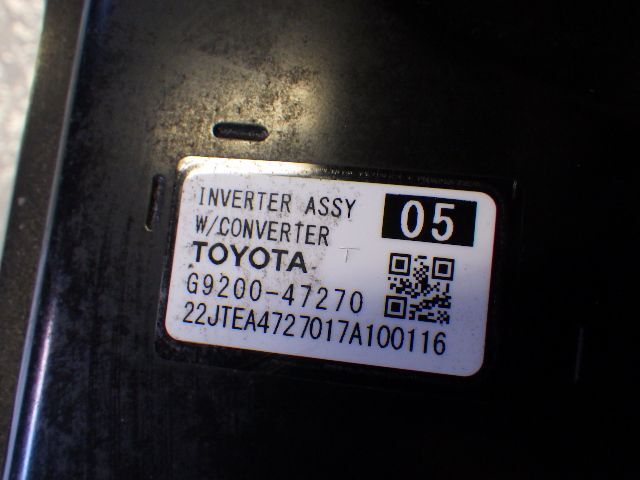 INVERTER ASSY
W/CONVERTER
05
TOYOTA
G9200-47270
22JTEA4727017A100116